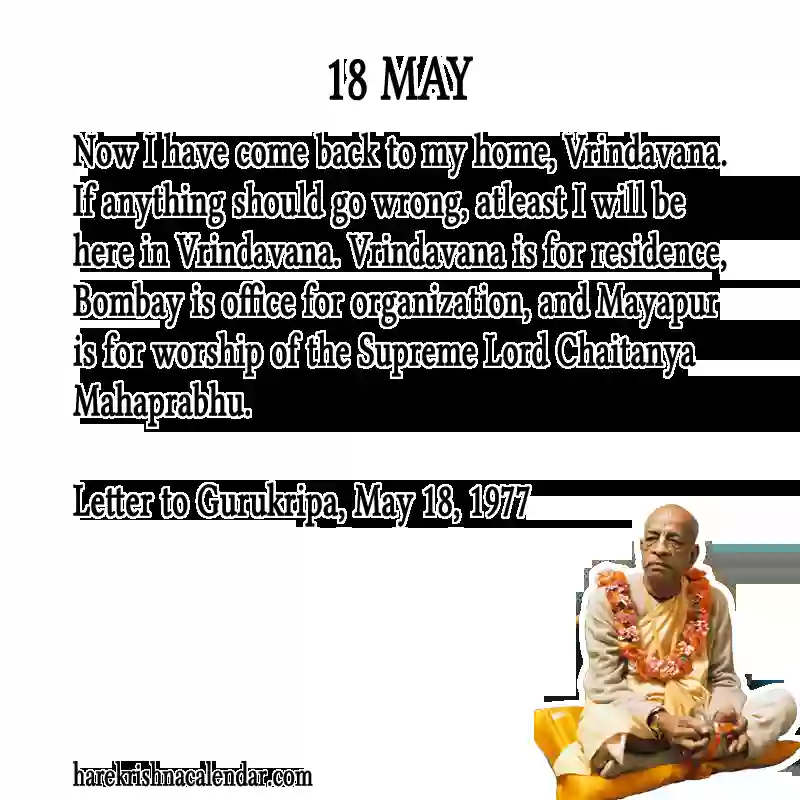 18 MAY
Now I have come back to my home, Vrindavana.
If anything should go wrong, atleast I will be
here in Vrindavana. Vrindavana is for residence,
Bombay is office for organization, and Mayapur
is for worship of the Supreme Lord Chaitanya
Mahaprabhu.
Letter to Gurukripa, May 18, 1977
harekrishnacalendar.com